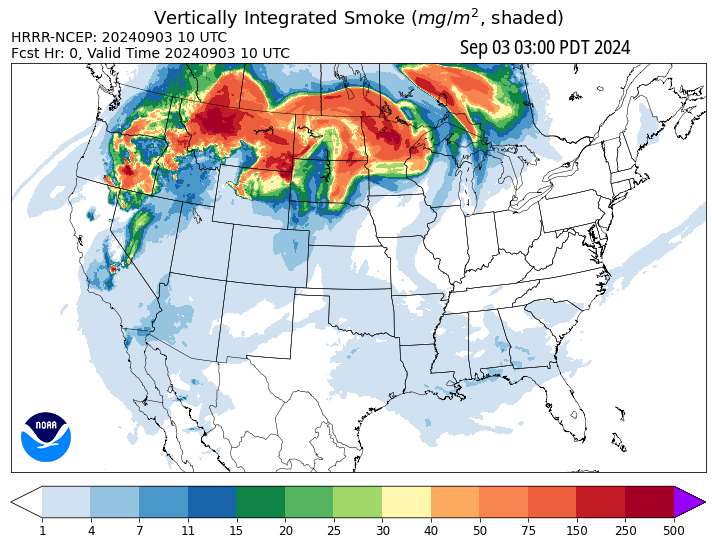 Vertically Integrated Smoke (mg/m², shaded)
HRRR-NCEP: 20240903 10 UTC
Fcst Hr: 0, Valid Time 20240903 10 UTC
Sep 03 03:00 PDT 2024
NOAA
1 4 7 11 15 20 25 30 40 50 75 150 250 500